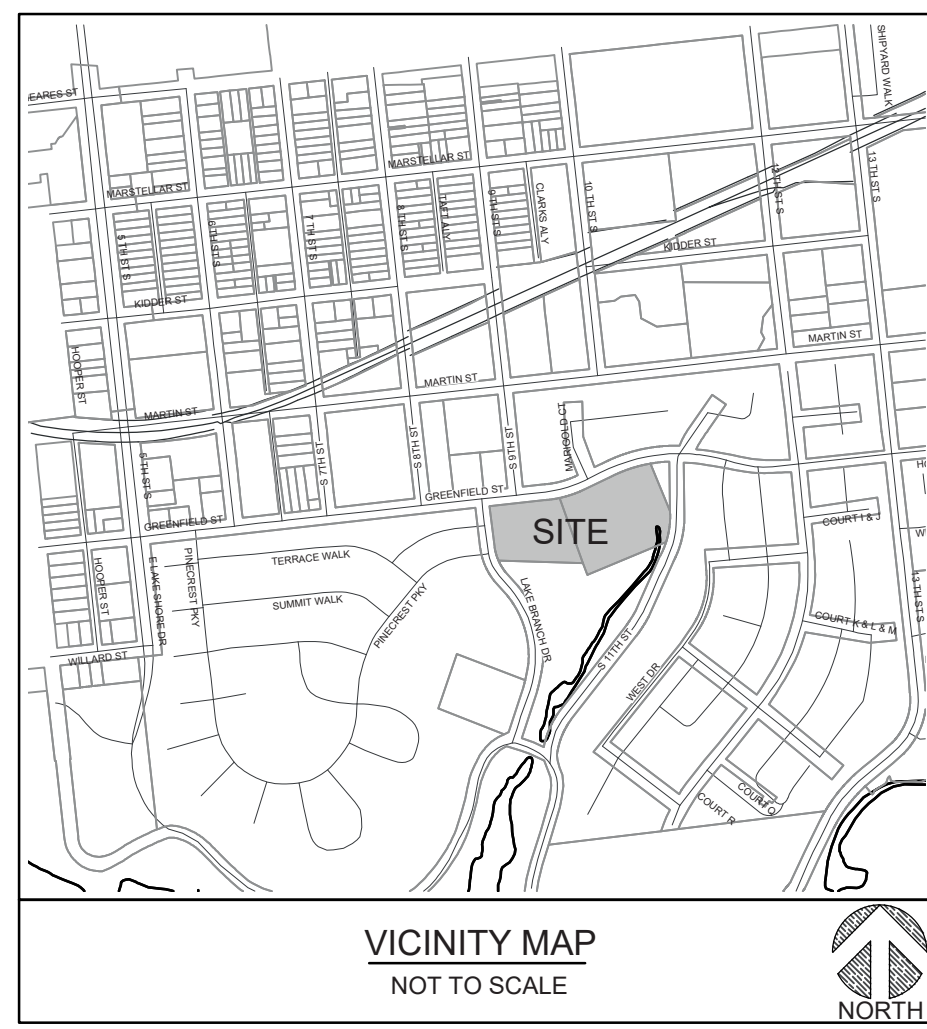 SHIPYARD WALK
EARES ST
MARSTELLAR ST
MARSTELLAR ST
5 TH ST S
6 TH ST S
7 TH ST S
8 TH ST S
TAFT ALY
9 TH ST S
CLARKS ALY
10 TH ST S
12 TH ST S
13 TH ST S
KIDDER ST
KIDDER ST
HOOPER ST
MARTIN ST
MARTIN ST
MARTIN ST
5 TH ST S
S 7TH ST
S 8TH ST
S 9TH ST
MARIGOLD CT
GREENFIELD ST
GREENFIELD ST
SITE
COURT I & J
HOOPER ST
E LAKE SHORE DR
PINECREST PKY
TERRACE WALK
SUMMIT WALK
PINECREST PKY
LAKE BRANCH DR
S 11TH ST
WEST DR
13 TH ST S
COURT K & L & M
WILLARD ST
COURT Q
COURT R
VICINITY MAP
NOT TO SCALE
NORTH